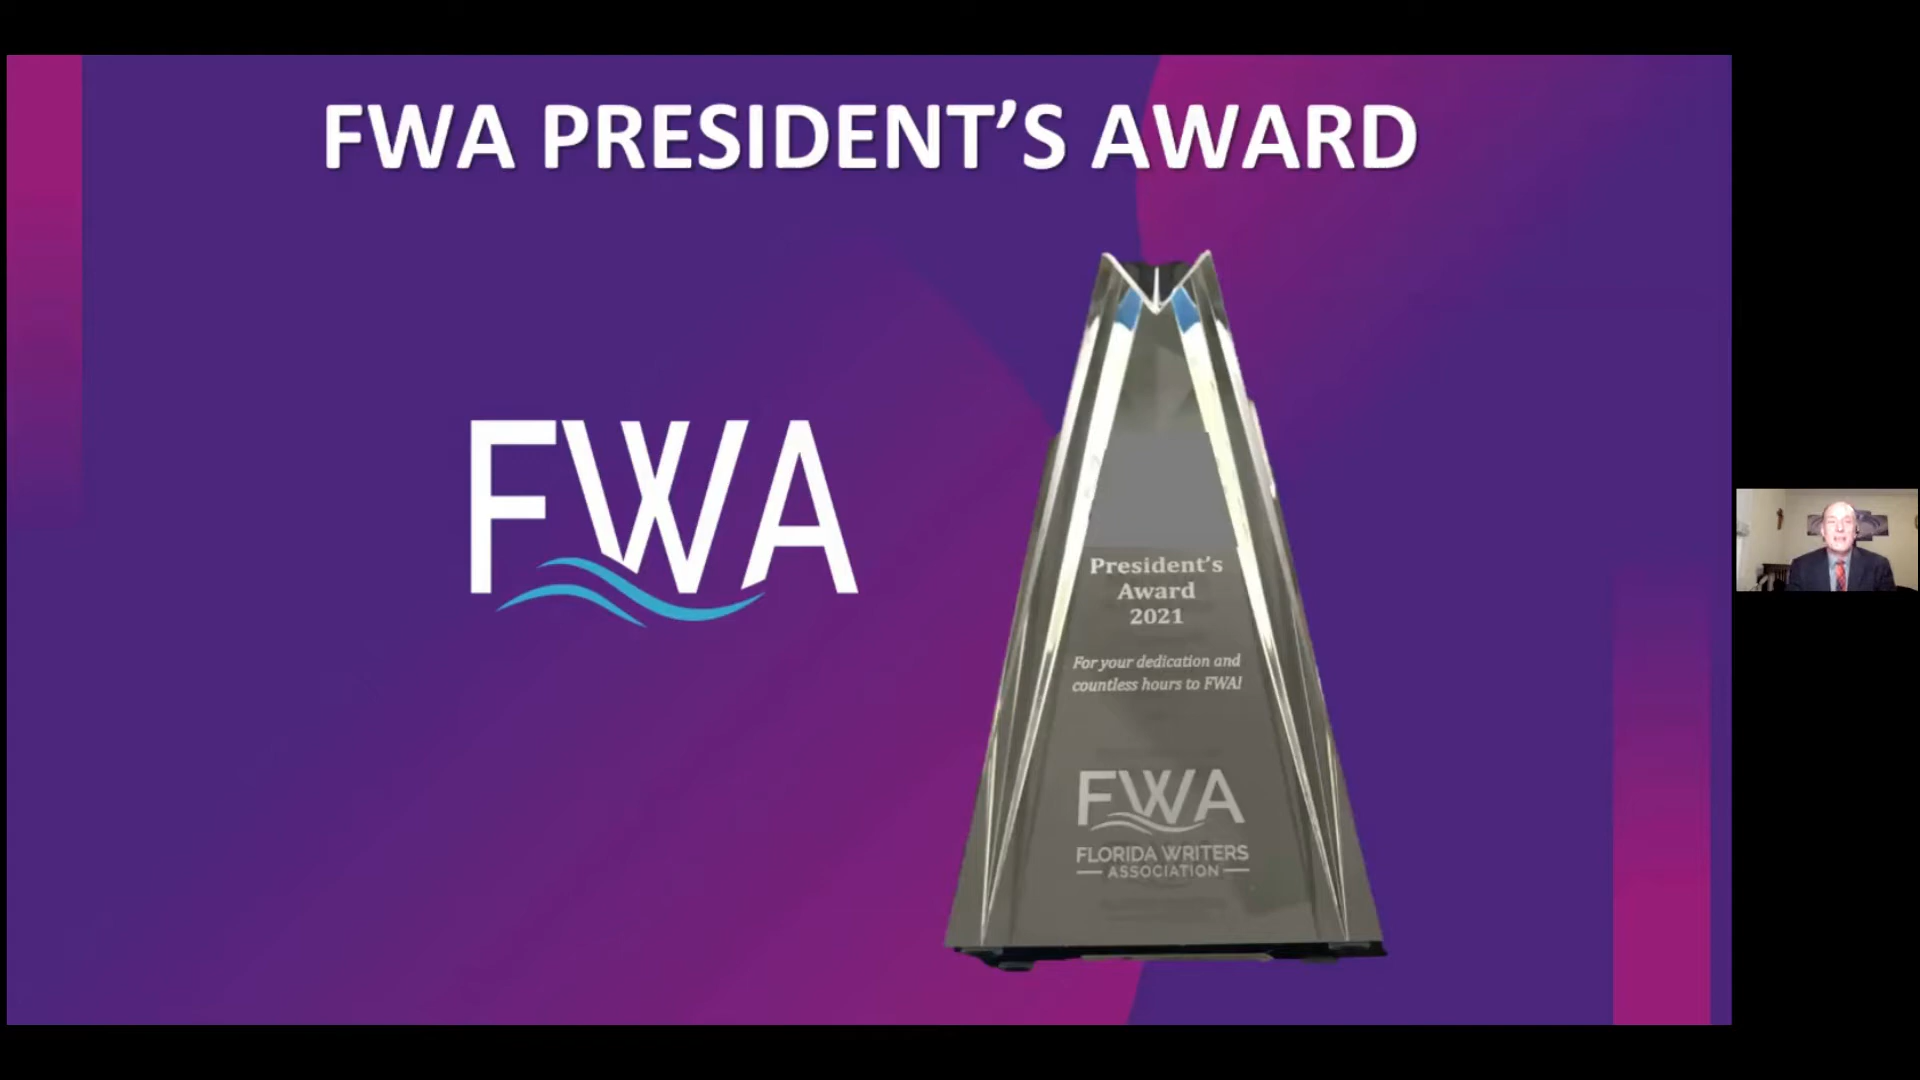 FWA PRESIDENT’S AWARD
FWA
President’s
Award
2021
For your dedication and
countless hours to FWA!
FWA
FLORIDA WRITERS
ASSOCIATION